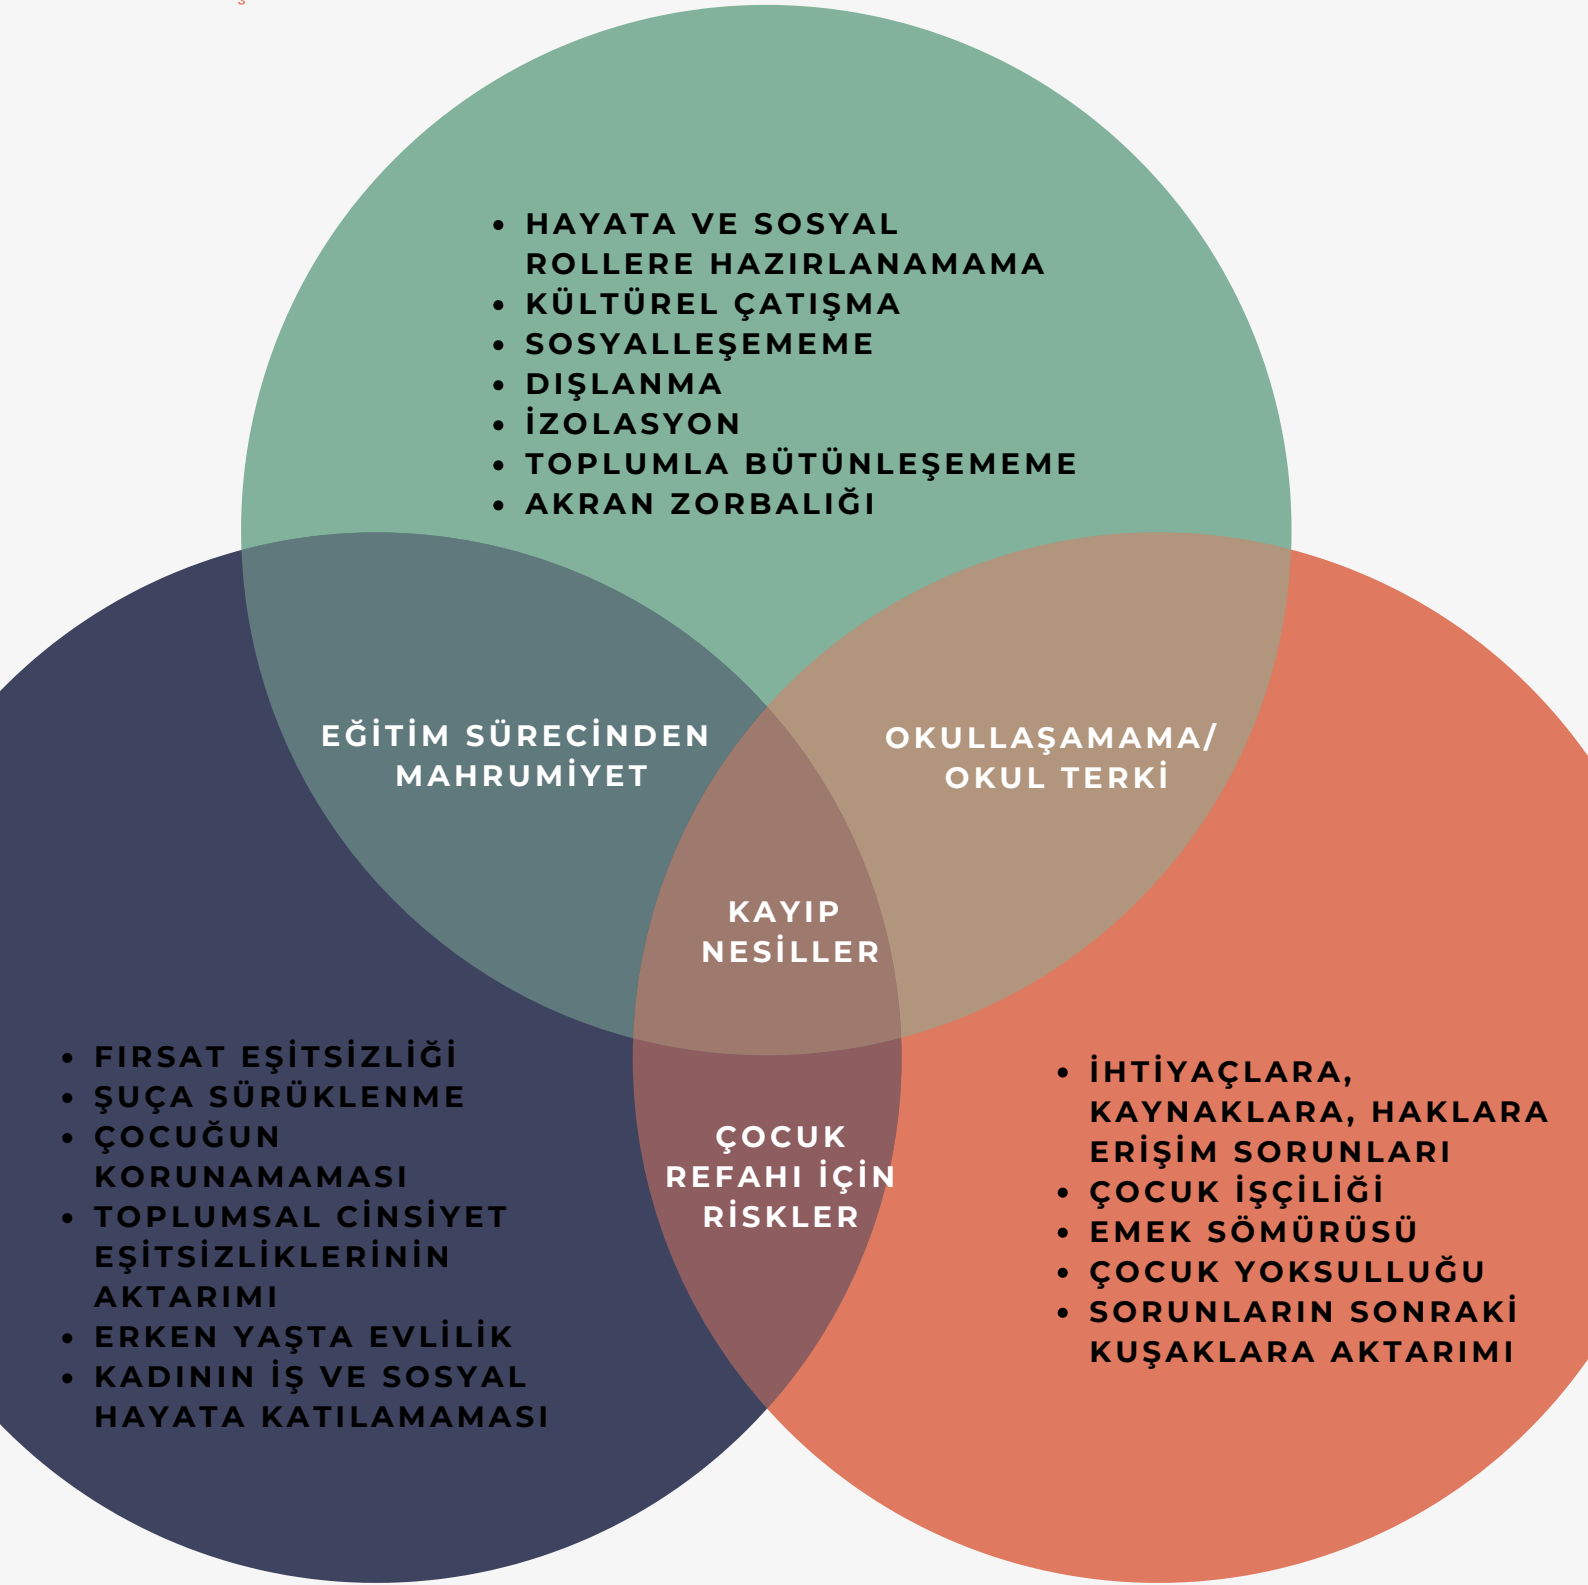 HAYATA VE SOSYAL
ROLLERE HAZIRLANAMAMA
KÜLTÜREL ÇATIŞMA
SOSYALLEŞEMEME
DIŞLANMA
İZOLASYON
TOPLUMLA BÜTÜNLEŞEMEME
AKRAN ZORBALIĞI
EĞİTİM SÜRECİNDEN
MAHRUMİYET
OKULLAŞAMAMA/
OKUL TERKİ
KAYIP
NESİLLER
FIRSAT EŞİTSİZLİĞİ
ŞUÇA SÜRÜKLENME
ÇOCUĞUN
KORUNAMAMASI
TOPLUMSAL CİNSİYET
EŞİTSİZLİKLERİNİN
AKTARIMI
ERKEN YAŞTA EVLİLİK
KADININ İŞ VE SOSYAL
HAYATA KATILAMAMASI
ÇOCUK
REFAHI İÇİN
RİSKLER
İHTİYAÇLARA,
KAYNAKLARA, HAKLARA
ERİŞİM SORUNLARI
ÇOCUK İŞÇİLİĞİ
EMEK SÖMÜRÜSÜ
ÇOCUK YOKSULLUĞU
SORUNLARIN SONRAKİ
KUŞAKLARA AKTARIMI